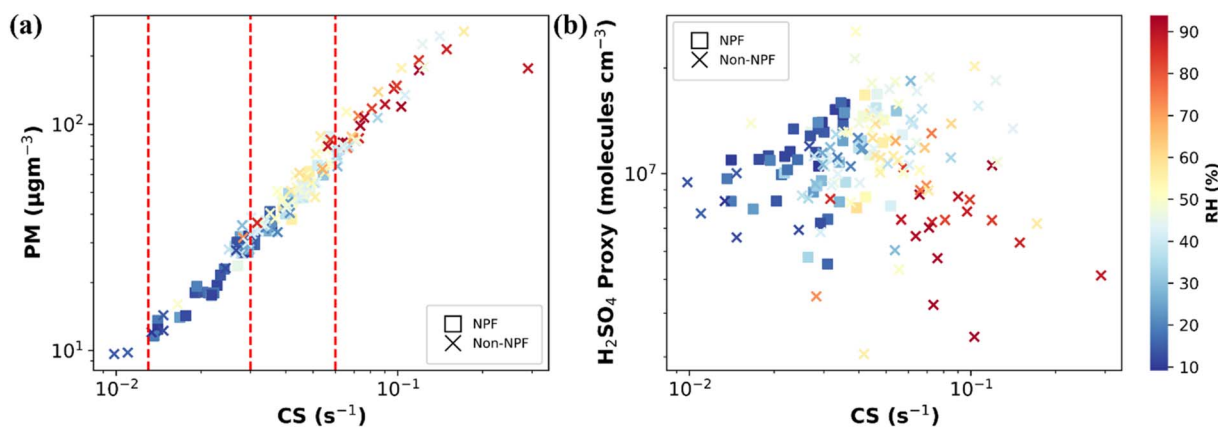 (a)
PM (μgm⁻³)
10²
10¹
NPF
Non-NPF
10⁻²
10⁻¹
CS (s⁻¹)
(b)
H₂SO₄ Proxy (molecules cm⁻³)
10⁷
NPF
Non-NPF
10⁻²
10⁻¹
CS (s⁻¹)
90
80
70
60
50
40
30
20
10
RH (%)